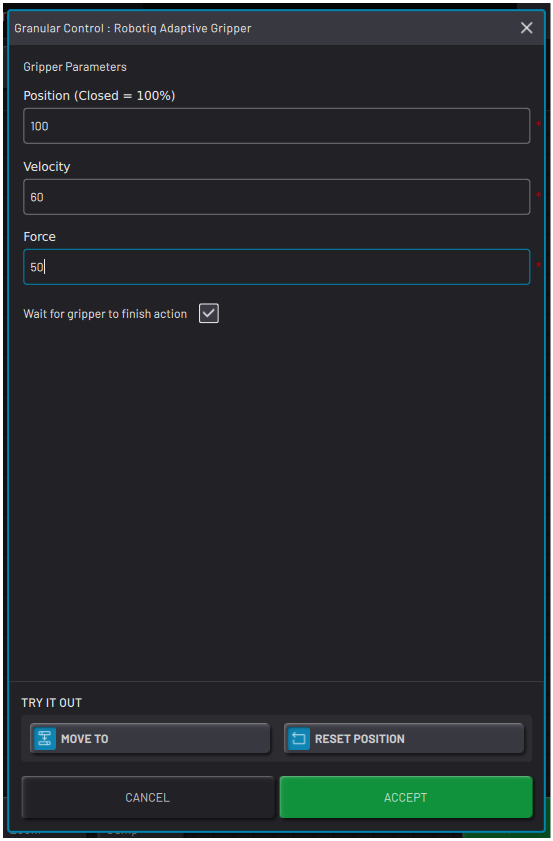 Granular Control : Robotiq Adaptive Gripper
Gripper Parameters
Position (Closed = 100%)
100
*
Velocity
60
*
Force
50
*
Wait for gripper to finish action
TRY IT OUT
MOVE TO
RESET POSITION
CANCEL
ACCEPT